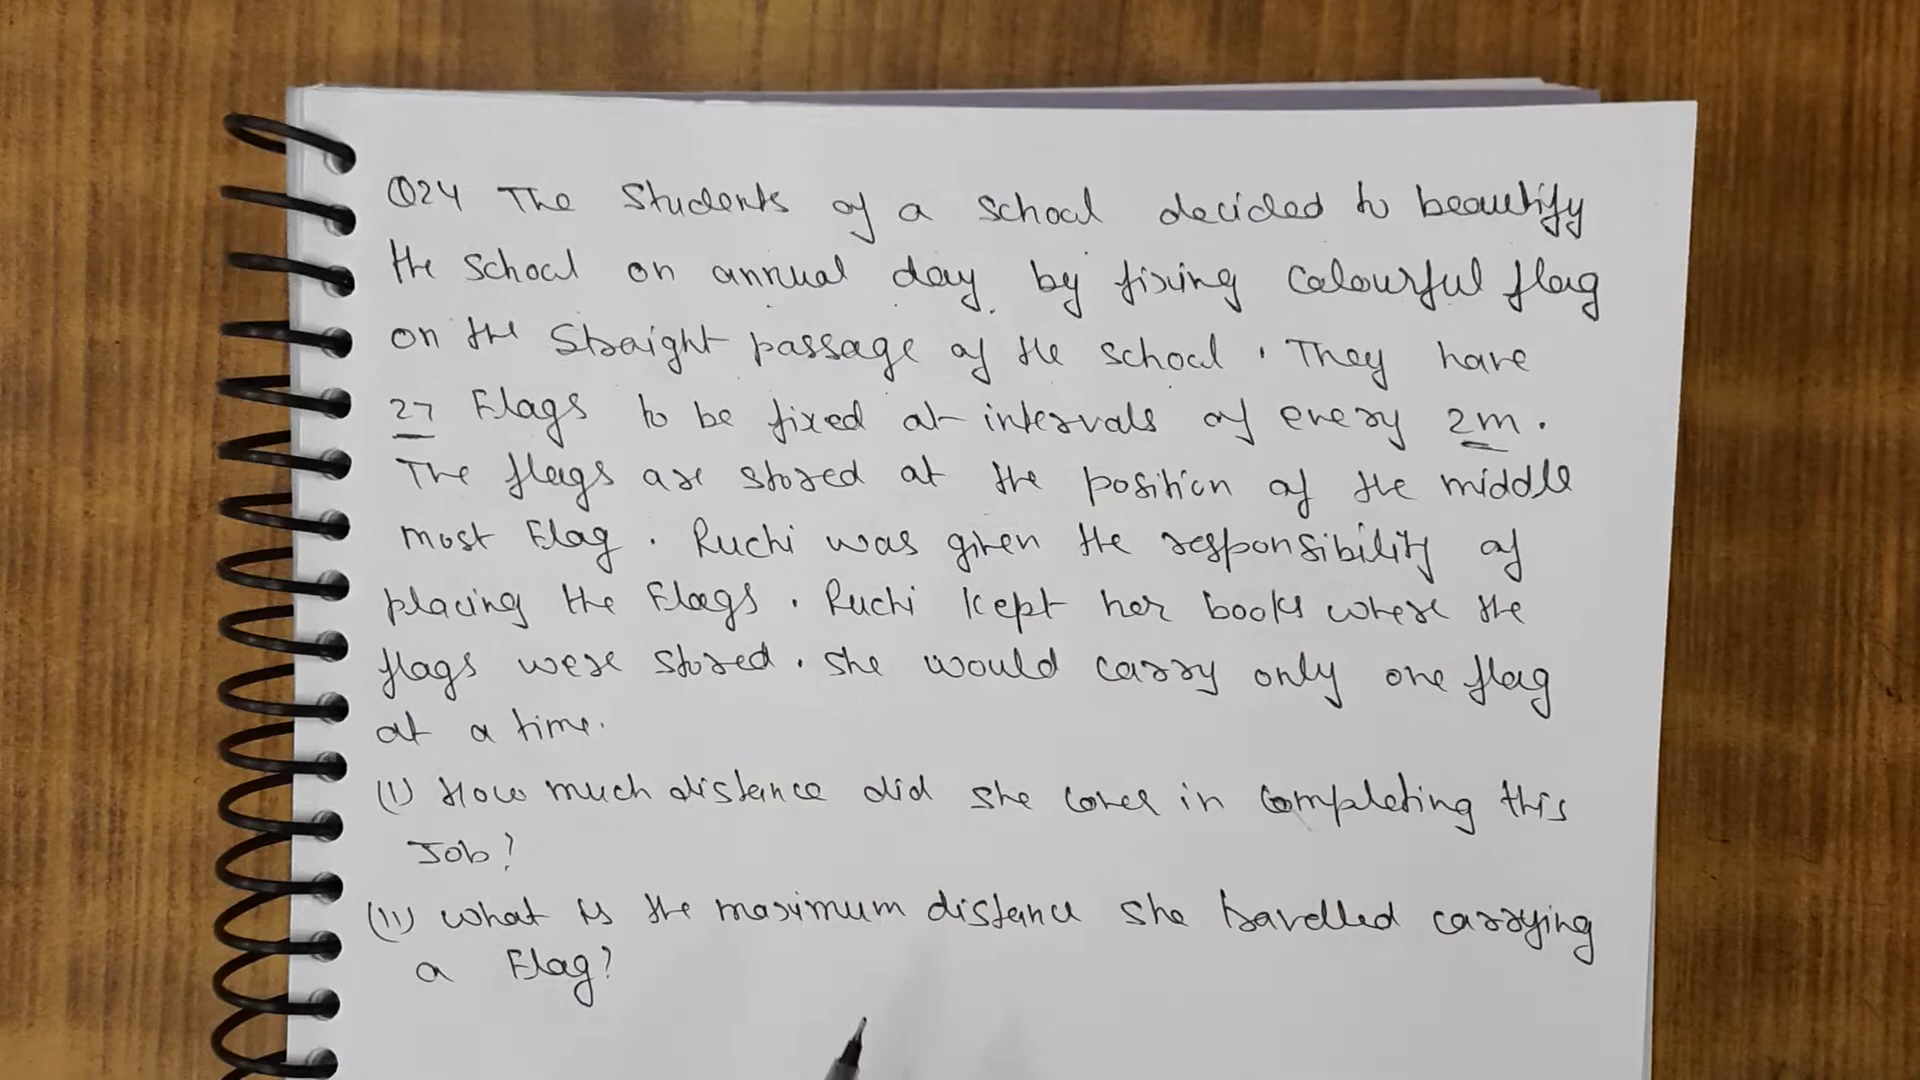 Q24 The Students of a school decided to beautify
the school on annual day by fixing Colourful flag
on the Straight passage of the school. They have
27 Flags to be fixed at intervals of every 2m.
The flags are stored at the position of the middle
most Flag. Ruchi was given the responsibility of
placing the Flags. Ruchi kept her books where the
flags were stored. she would carry only one flag
at a time.
(i) How much distance did she cover in completing this
Job?
(ii) what is the maximum distance she travelled carrying
a Flag?